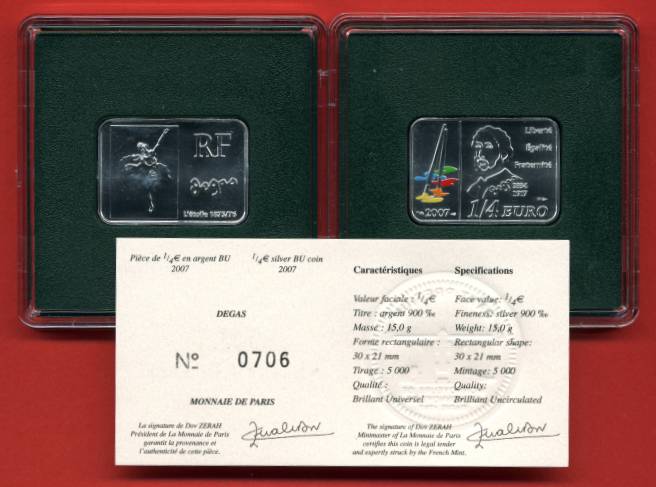 RF
Degas
L'étoile 1873/76
Liberté
Égalité
Fraternité
Degas
1834
1917
2007
1/4 EURO
Pièce de 1/4€ en argent BU
2007
1/4€ silver BU coin
2007
DEGAS
Nº 0706
MONNAIE DE PARIS
La signature de Dov ZERAH
Président de La Monnaie de Paris
garantit la provenance et
l'authenticité de cette pièce.
Caractéristiques
Valeur faciale : 1/4€
Titre : argent 900 ‰
Masse : 15,0 g
Forme rectangulaire :
30 x 21 mm
Tirage : 5 000
Qualité :
Brillant Universel
Specifications
Face value: 1/4€
Fineness: silver 900 ‰
Weight: 15,0 g
Rectangular shape:
30 x 21 mm
Mintage: 5 000
Quality:
Brilliant Uncirculated
The signature of Dov ZERAH
Mintmaster of La Monnaie de Paris
certifies this coin is legal tender
and expertly struck by the French Mint.